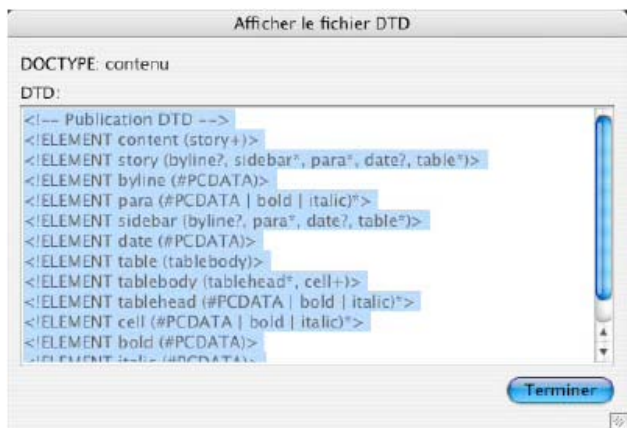 Afficher le fichier DTD
DOCTYPE: contenu
DTD:
<!-- Publication DTD -->
<!ELEMENT content (story+)>
<!ELEMENT story (byline?, sidebar*, para*, date?, table*)>
<!ELEMENT byline (#PCDATA)>
<!ELEMENT para (#PCDATA | bold | italic)*>
<!ELEMENT sidebar (byline?, para*, date?, table*)>
<!ELEMENT date (#PCDATA)>
<!ELEMENT table (tablebody)>
<!ELEMENT tablebody (tablehead*, cell+)>
<!ELEMENT tablehead (#PCDATA | bold | italic)*>
<!ELEMENT cell (#PCDATA | bold | italic)*>
<!ELEMENT bold (#PCDATA)>
<!ELEMENT italic (#PCDATA)>
Terminer